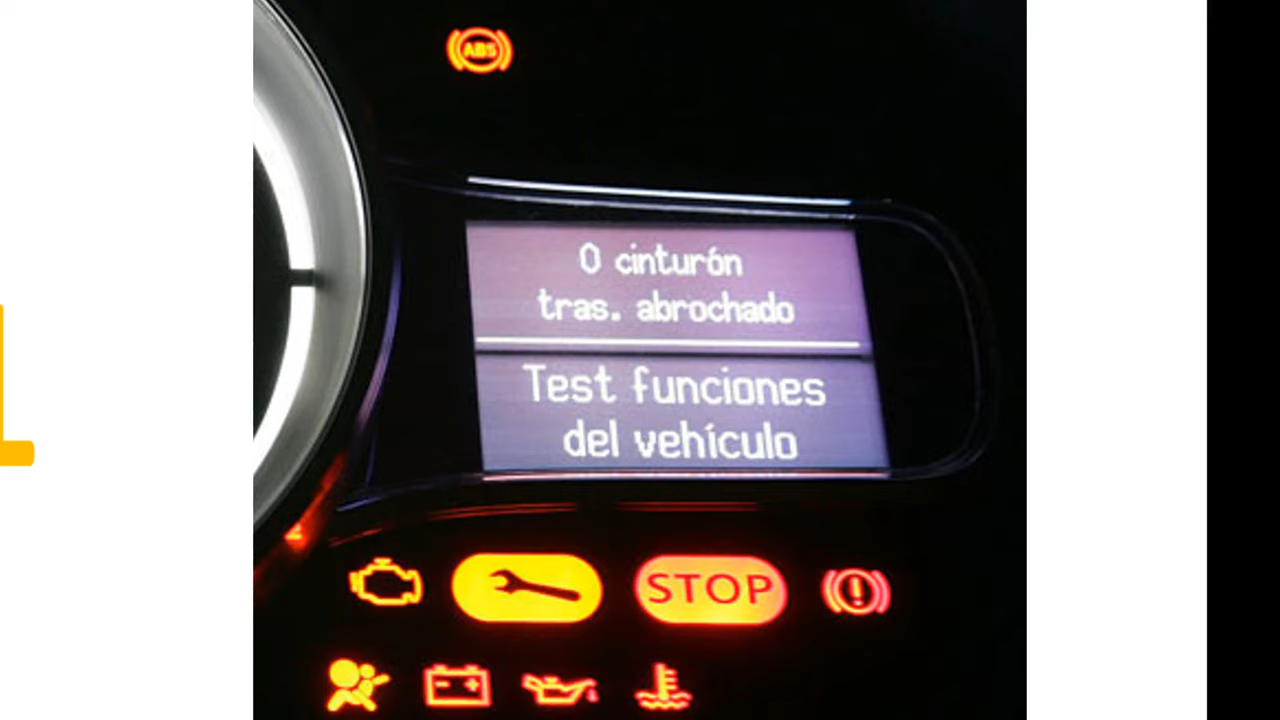 ABS
0 cinturón
tras. abrochado
Test funciones
del vehículo
STOP